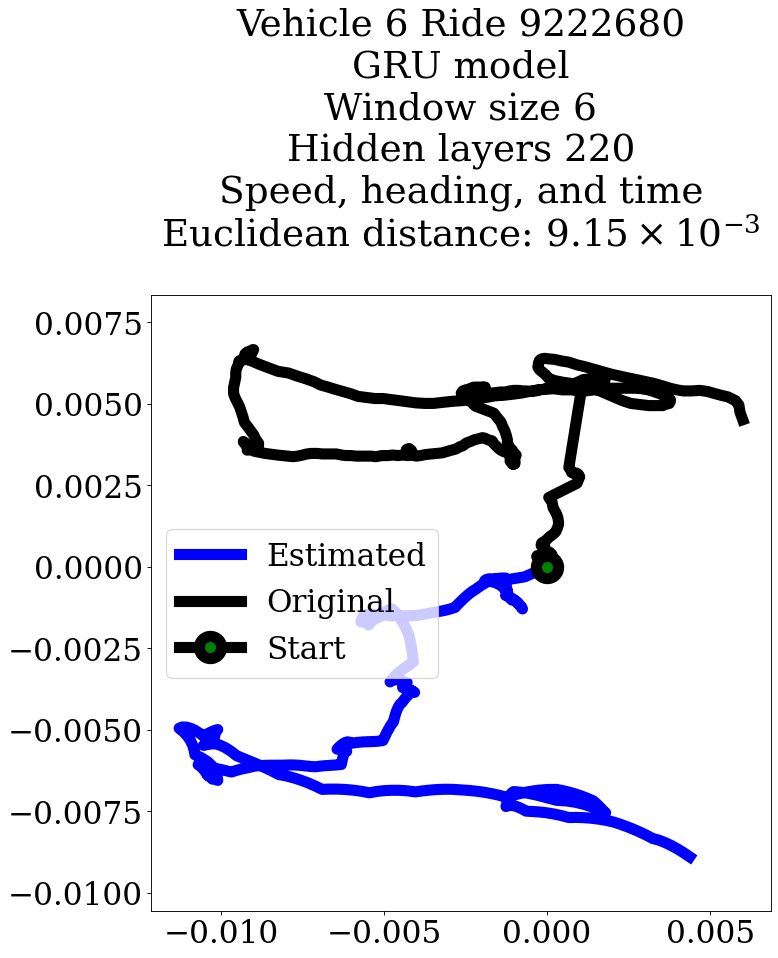 Vehicle 6 Ride 9222680
GRU model
Window size 6
Hidden layers 220
Speed, heading, and time
Euclidean distance: 9.15 × 10⁻³
0.0075
0.0050
0.0025
0.0000
−0.0025
−0.0050
−0.0075
−0.0100
Estimated
Original
Start
−0.010 −0.005 0.000 0.005